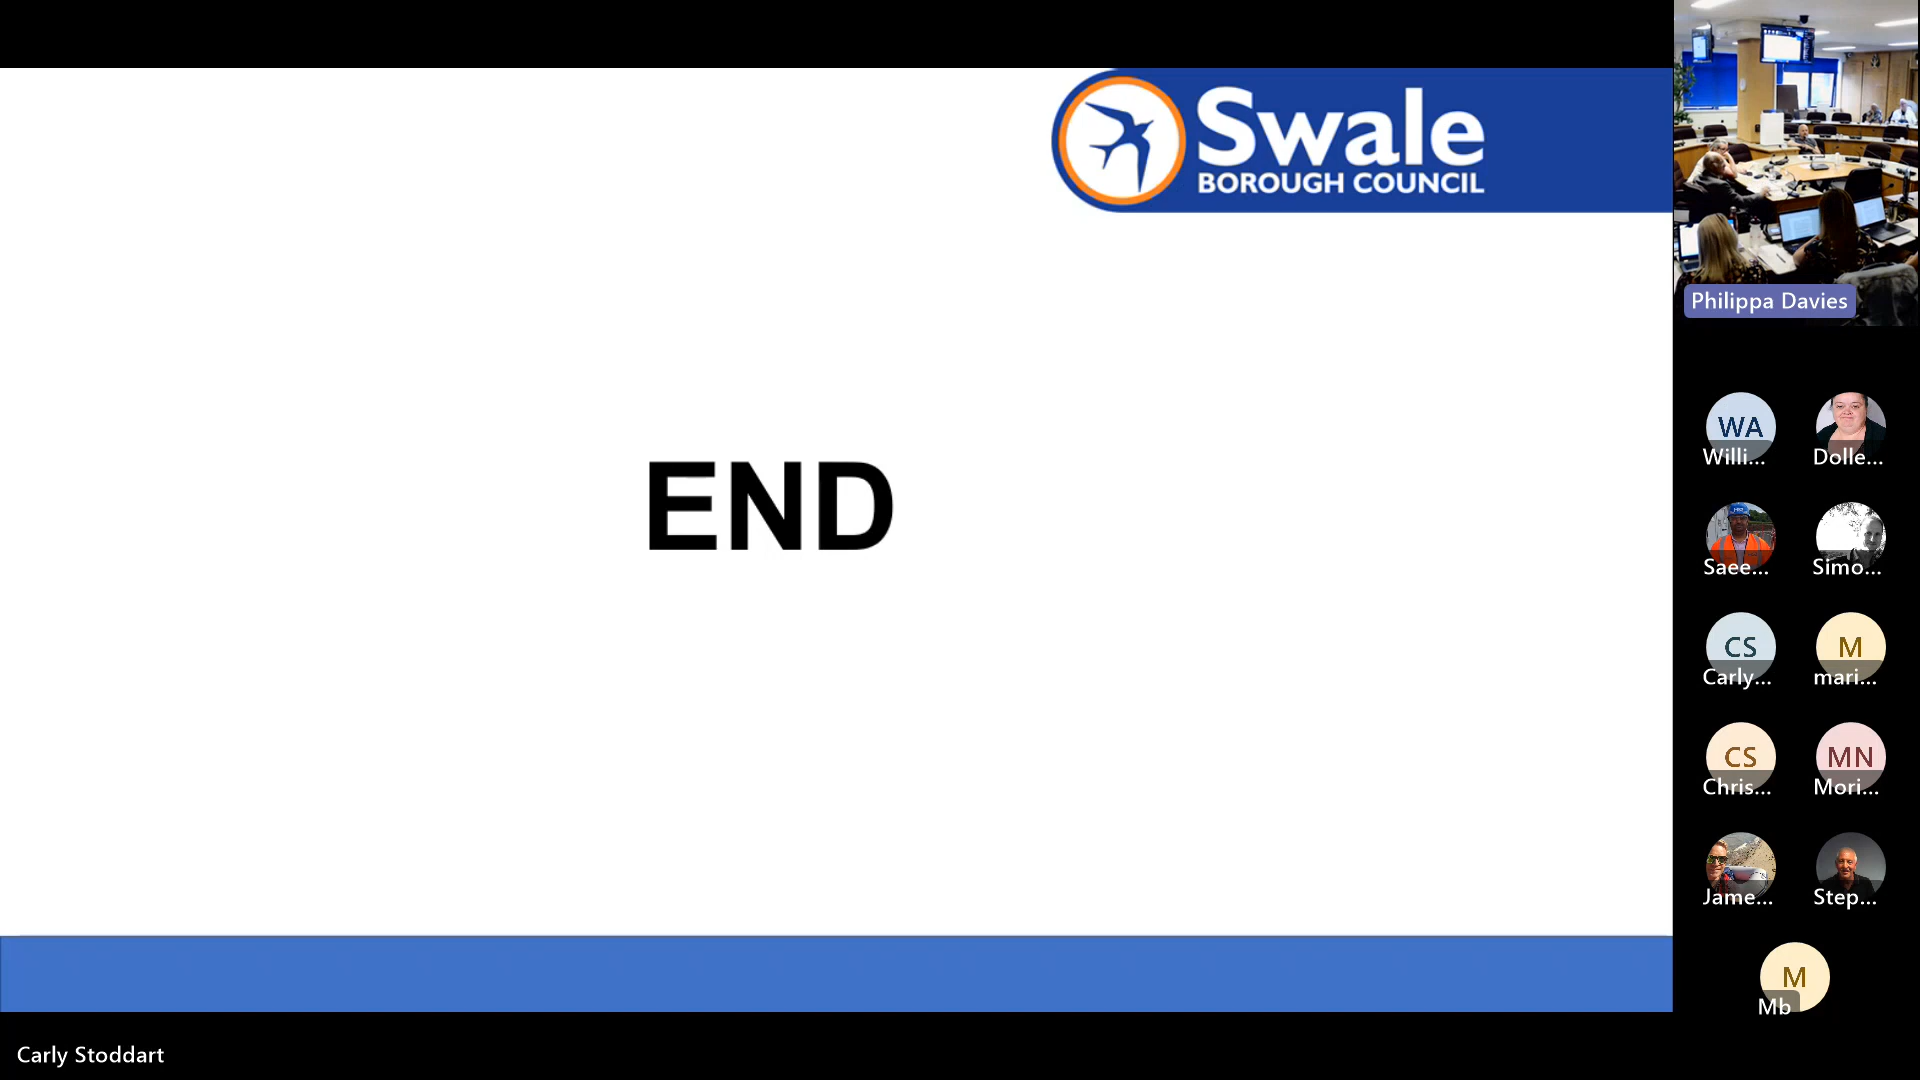 Swale
BOROUGH COUNCIL
END
Philippa Davies
WA
Willi...
Dolle...
Saee...
Simo...
CS
Carly...
M
mari...
CS
Chris...
MN
Mori...
Jame...
Step...
M
Mb
Carly Stoddart